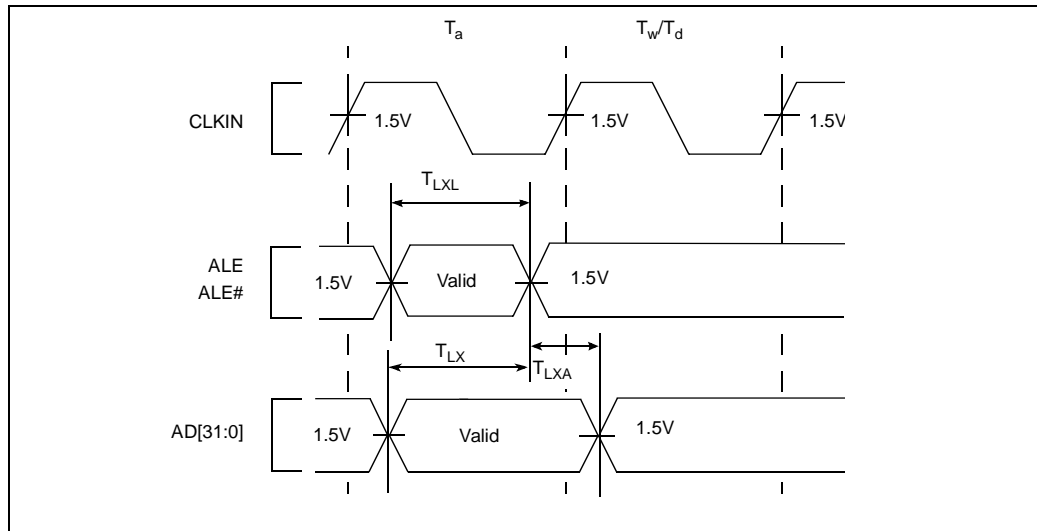 Ta Tw/Td
CLKIN 1.5V 1.5V 1.5V
TLXL
ALE
ALE#
1.5V Valid 1.5V
TLX TLXA
AD[31:0] 1.5V Valid 1.5V